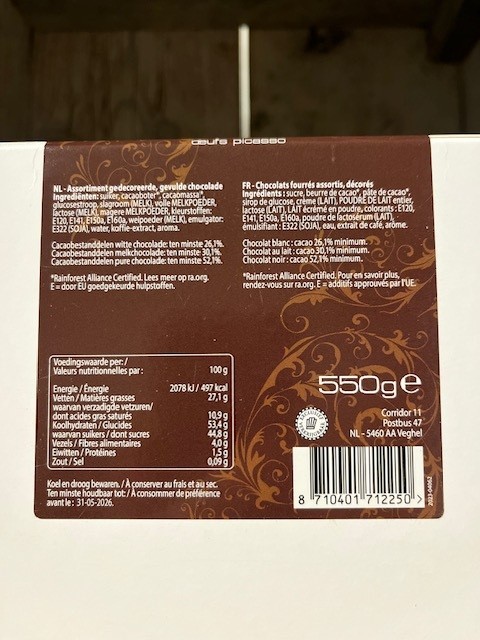 œufs picasso
NL - Assortiment gedecoreerde, gevulde chocolade
Ingrediënten: suiker, cacaoboter*, cacaomassa*,
glucosestroop, slagroom (MELK), volle MELKPOEDER,
lactose (MELK), magere MELKPOEDER, kleurstoffen:
E120, E141, E150a, E160a, weipoeder (MELK), emulgator:
E322 (SOJA), water, koffie-extract, aroma.
Cacaobestanddelen witte chocolade: ten minste 26,1%.
Cacaobestanddelen melkchocolade: ten minste 30,1%.
Cacaobestanddelen pure chocolade: ten minste 52,1%.
*Rainforest Alliance Certified. Lees meer op ra.org.
E = door EU goedgekeurde hulpstoffen.
FR - Chocolats fourrés assortis, décorés
Ingrédients : sucre, beurre de cacao*, pâte de cacao*,
sirop de glucose, crème (LAIT), POUDRE DE LAIT entier,
lactose (LAIT), LAIT écrémé en poudre, colorants : E120,
E141, E150a, E160a, poudre de lactosérum (LAIT),
émulsifiant : E322 (SOJA), eau, extrait de café, arôme.
Chocolat blanc : cacao 26,1% minimum.
Chocolat au lait : cacao 30,1% minimum.
Chocolat noir : cacao 52,1% minimum.
*Rainforest Alliance Certified. Pour en savoir plus,
rendez-vous sur ra.org. E = additifs approuvés par l'UE.
Voedingswaarde per: /
Valeurs nutritionnelles par : 100 g
Energie / Énergie 2078 kJ / 497 kcal
Vetten / Matières grasses 27,1 g
waarvan verzadigde vetzuren/
dont acides gras saturés 10,9 g
Koolhydraten / Glucides 53,4 g
waarvan suikers / dont sucres 44,8 g
Vezels / Fibres alimentaires 4,0 g
Eiwitten / Protéines 1,5 g
Zout / Sel 0,09 g
Koel en droog bewaren. / À conserver au frais et au sec.
Ten minste houdbaar tot: / À consommer de préférence
avant le : 31-05-2026.
550g e
Corridor 11
Postbus 47
NL - 5460 AA Veghel
8 710401 712250 >
2023-04662